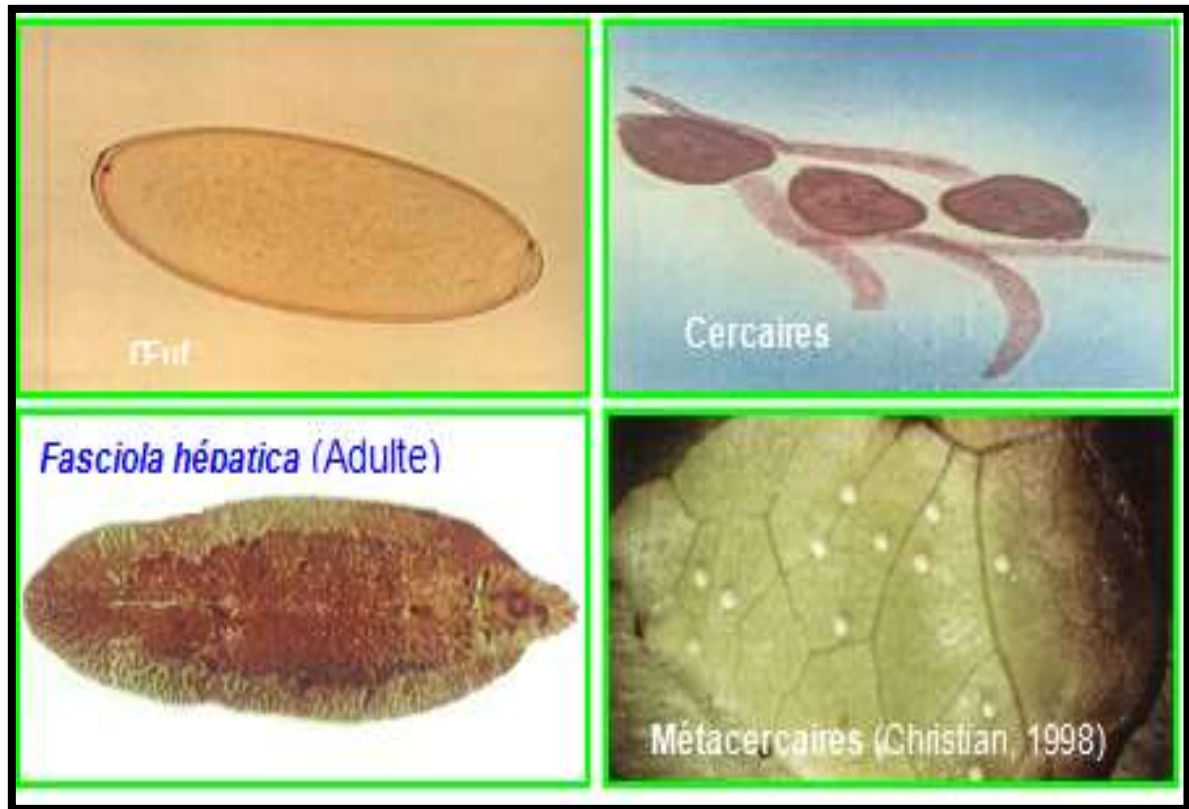 Œuf
Cercaires
Fasciola hépatica (Adulte)
Métacercaires (Christian, 1998)